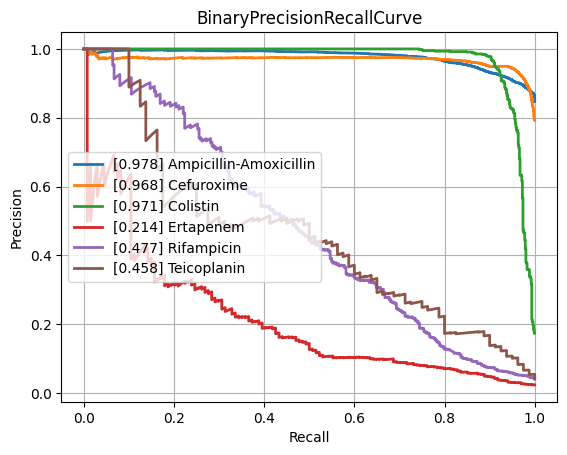 BinaryPrecisionRecallCurve
Precision
1.0
0.8
0.6
0.4
0.2
0.0
[0.978] Ampicillin-Amoxicillin
[0.968] Cefuroxime
[0.971] Colistin
[0.214] Ertapenem
[0.477] Rifampicin
[0.458] Teicoplanin
0.0 0.2 0.4 0.6 0.8 1.0
Recall